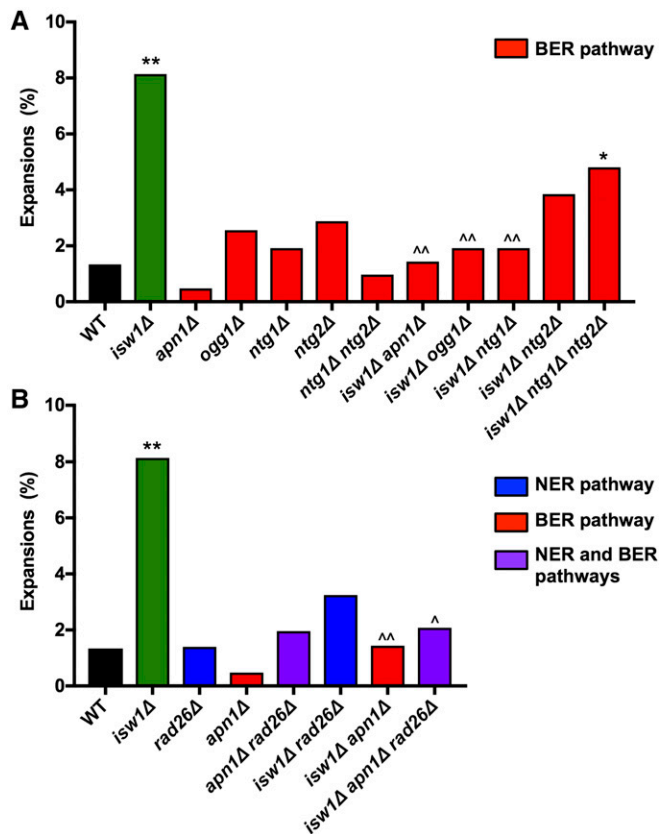 A
10
8
6
4
2
0
Expansions (%)
**
^^
^^
^^
*
BER pathway
WT
isw1Δ
apn1Δ
ogg1Δ
ntg1Δ
ntg2Δ
ntg1Δ ntg2Δ
isw1Δ apn1Δ
isw1Δ ogg1Δ
isw1Δ ntg1Δ
isw1Δ ntg2Δ
isw1Δ ntg1Δ ntg2Δ
B
10
8
6
4
2
0
Expansions (%)
**
^^
^
NER pathway
BER pathway
NER and BER
pathways
WT
isw1Δ
rad26Δ
apn1Δ
apn1Δ rad26Δ
isw1Δ rad26Δ
isw1Δ apn1Δ
isw1Δ apn1Δ rad26Δ